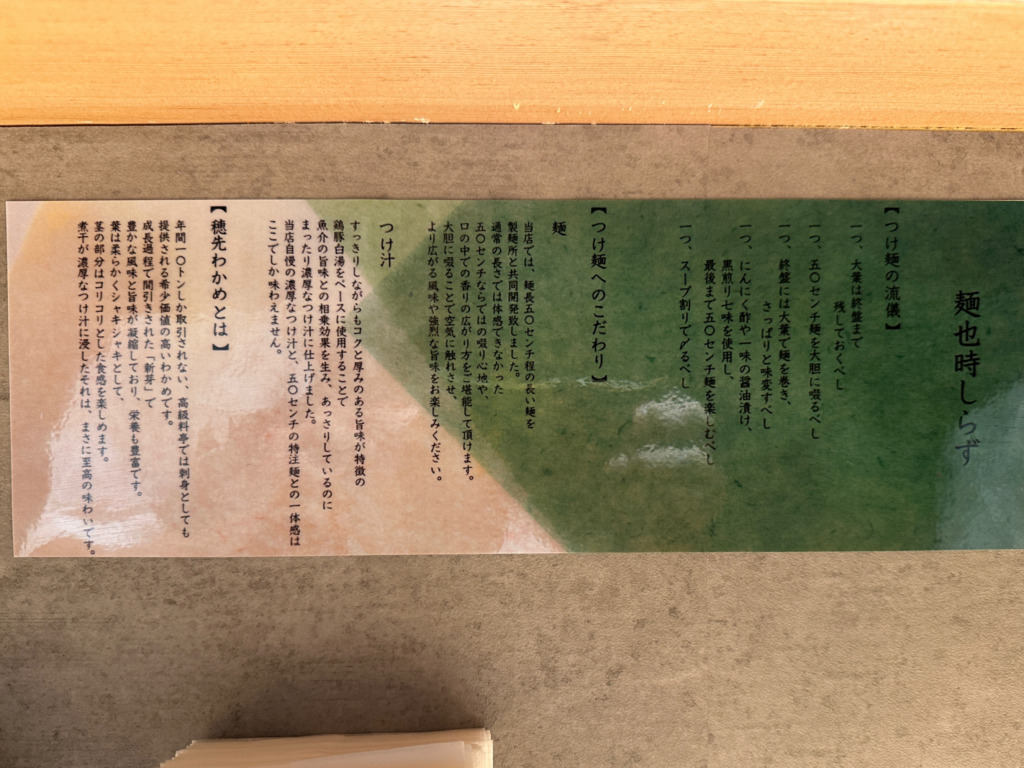 麺也時しらず
【つけ麺の流儀】
一つ、大葉は終盤まで
残しておくべし
一つ、五〇センチ麺を大胆に啜るべし
一つ、終盤には大葉で麺を巻き、
さっぱりと味変すべし
一つ、にんにく酢や一味の醤油漬け、
黒煎り七味を使用し、
最後まで五〇センチ麺を楽しむべし
一つ、スープ割りで〆るべし
【つけ麺へのこだわり】
麺
当店では、麺長五〇センチ程の長い麺を
製麺所と共同開発致しました。
通常の長さでは体感できなかった
五〇センチならではの啜り心地や、
口の中での香りの広がり方をご堪能して頂けます。
大胆に啜ることで空気に触れさせ、
より広がる風味や強烈な旨味をお楽しみください。
つけ汁
すっきりしながらもコクと厚みのある旨味が特徴の
鶏豚白湯をベースに使用することで
魚介の旨味との相乗効果を生み、あっさりしているのに
まったり濃厚なつけ汁に仕上げました。
当店自慢の濃厚なつけ汁と、五〇センチの特注麺との一体感は
ここでしか味わえません。
【穂先わかめとは】
年間一〇トンしか取引されない、高級料亭では刺身としても
提供される希少価値の高いわかめです。
成長過程で間引きされた「新芽」で
豊かな風味と旨味が凝縮しており、栄養も豊富です。
葉は柔らかくシャキシャキとして、
茎の部分はコリコリとした食感を楽しめます。
煮干が濃厚なつけ汁に浸したそれは、まさに至高の味わいです。